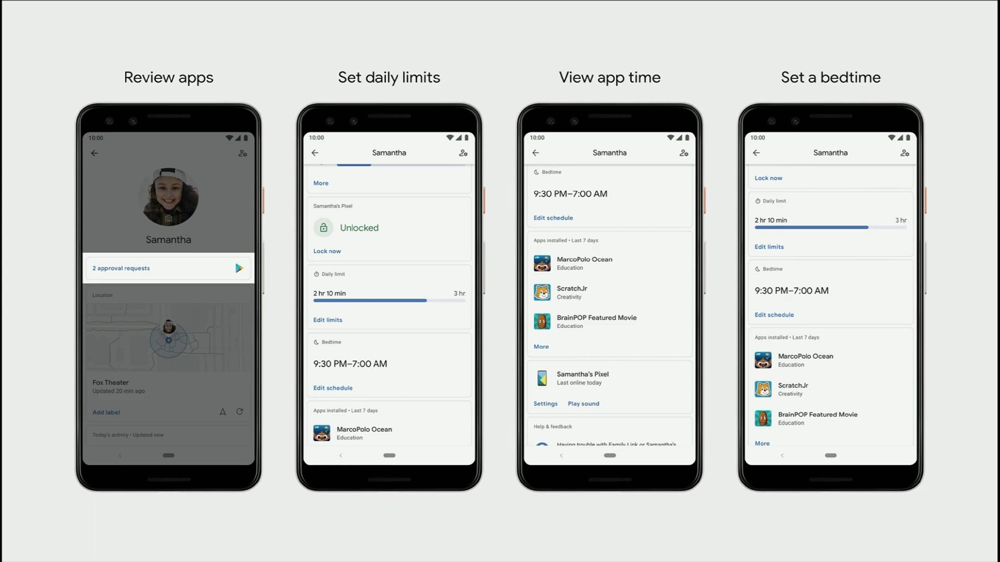 Review apps
10:00
Samantha
2 approval requests
Location
Fox Theater
Updated 20 min ago
Add label
Today's activity • Updated now
Set daily limits
10:00
Samantha
More
Samantha's Pixel
Unlocked
Lock now
Daily limit
2 hr 10 min 3 hr
Edit limits
Bedtime
9:30 PM–7:00 AM
Edit schedule
Apps installed • Last 7 days
MarcoPolo Ocean
Education
View app time
10:00
Samantha
Bedtime
9:30 PM–7:00 AM
Edit schedule
Apps installed • Last 7 days
MarcoPolo Ocean
Education
ScratchJr
Creativity
BrainPOP Featured Movie
Education
More
Samantha's Pixel
Last online today
Settings Play sound
Help & feedback
Having trouble with Family Link or Samantha's
Set a bedtime
10:00
Samantha
Lock now
Daily limit
2 hr 10 min 3 hr
Edit limits
Bedtime
9:30 PM–7:00 AM
Edit schedule
Apps installed • Last 7 days
MarcoPolo Ocean
Education
ScratchJr
Creativity
BrainPOP Featured Movie
Education
More